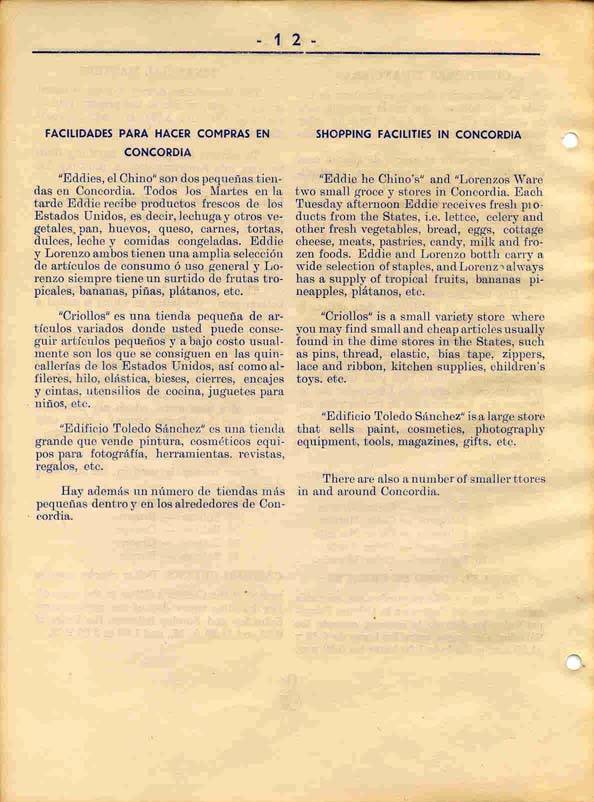 - 1 2 -
FACILIDADES PARA HACER COMPRAS EN
CONCORDIA
"Eddies, el Chino" son dos pequeñas tien-
das en Concordia. Todos los Martes en la
tarde Eddie recibe productos frescos de los
Estados Unidos, es decir, lechuga y otros ve-
getales, pan, huevos, queso, carnes, tortas,
dulces, leche y comidas congeladas. Eddie
y Lorenzo ambos tienen una amplia selección
de artículos de consumo ó uso general y Lo-
renzo siempre tiene un surtido de frutas tro-
picales, bananas, piñas, plátanos, etc.
"Criollos" es una tienda pequeña de ar-
tículos variados donde usted puede conse-
guir artículos pequeños y a bajo costo usual-
mente son los que se consiguen en las quin-
callerías de los Estados Unidos, así como al-
fileres, hilo, elástica, bieses, cierres, encajes
y cintas, utensilios de cocina, juguetes para
niños, etc.
"Edificio Toledo Sánchez" es una tienda
grande que vende pintura, cosméticos equi-
pos para fotográfía, herramientas. revistas,
regalos, etc.
Hay además un número de tiendas más
pequeñas dentro y en los alrededores de Con-
cordia.
SHOPPING FACILITIES IN CONCORDIA
"Eddie he Chino's" and "Lorenzos Ware
two small groce y stores in Concordia. Each
Tuesday afternoon Eddie receives fresh pro-
ducts from the States, i.e. lettce, celery and
other fresh vegetables, bread, eggs, cottage
cheese, meats, pastries, candy, milk and fro-
zen foods. Eddie and Lorenzo botth carry a
wide selection of staples, and Lorenzo always
has a supply of tropical fruits, bananas pi-
neapples, plátanos, etc.
"Criollos" is a small variety store where
you may find small and cheap articles usually
found in the dime stores in the States, such
as pins, thread, elastic, bias tape, zippers,
lace and ribbon, kitchen supplies, children's
toys. etc.
"Edificio Toledo Sánchez" is a large store
that sells paint, cosmetics, photography
equipment, tools, magazines, gifts, etc.
There are also a number of smaller ttores
in and around Concordia.